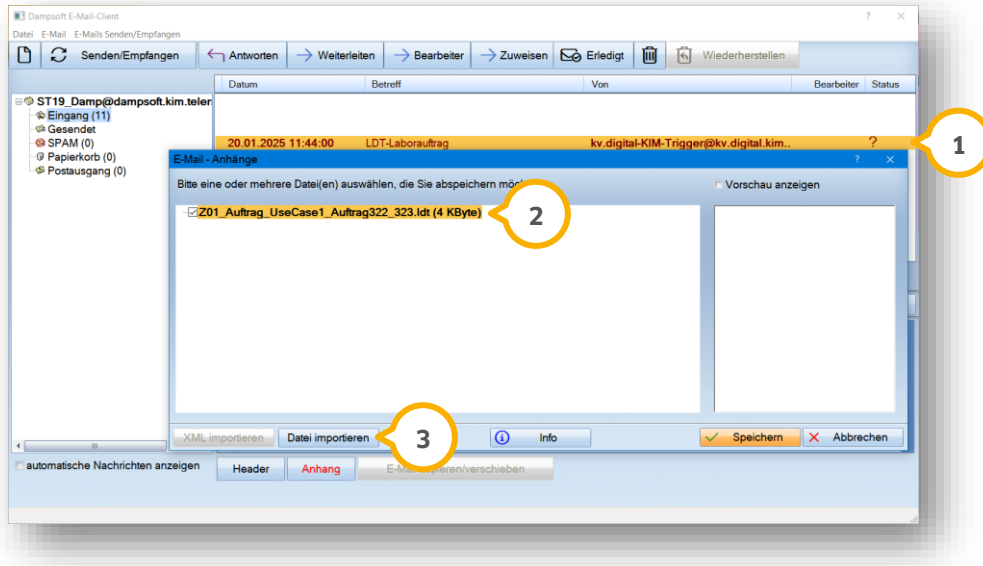 Dampsoft E-Mail-Client
Datei E-Mail E-Mails Senden/Empfangen
Senden/Empfangen Antworten Weiterleiten Bearbeiter Zuweisen Erledigt Wiederherstellen
Datum Betreff Von Bearbeiter Status
ST19_Damp@dampsoft.kim.teler
Eingang (11)
Gesendet
SPAM (0)
Papierkorb (0)
Postausgang (0)
20.01.2025 11:44:00 LDT-Laborauftrag kv.digital-KIM-Trigger@kv.digital.kim.. ?
1
E-Mail - Anhänge
Bitte eine oder mehrere Datei(en) auswählen, die Sie abspeichern
Vorschau anzeigen
Z01_Auftrag_UseCase1_Auftrag322_323.ldt (4 KByte)
2
XML importieren Datei importieren 3 Info Speichern Abbrechen
automatische Nachrichten anzeigen Header Anhang